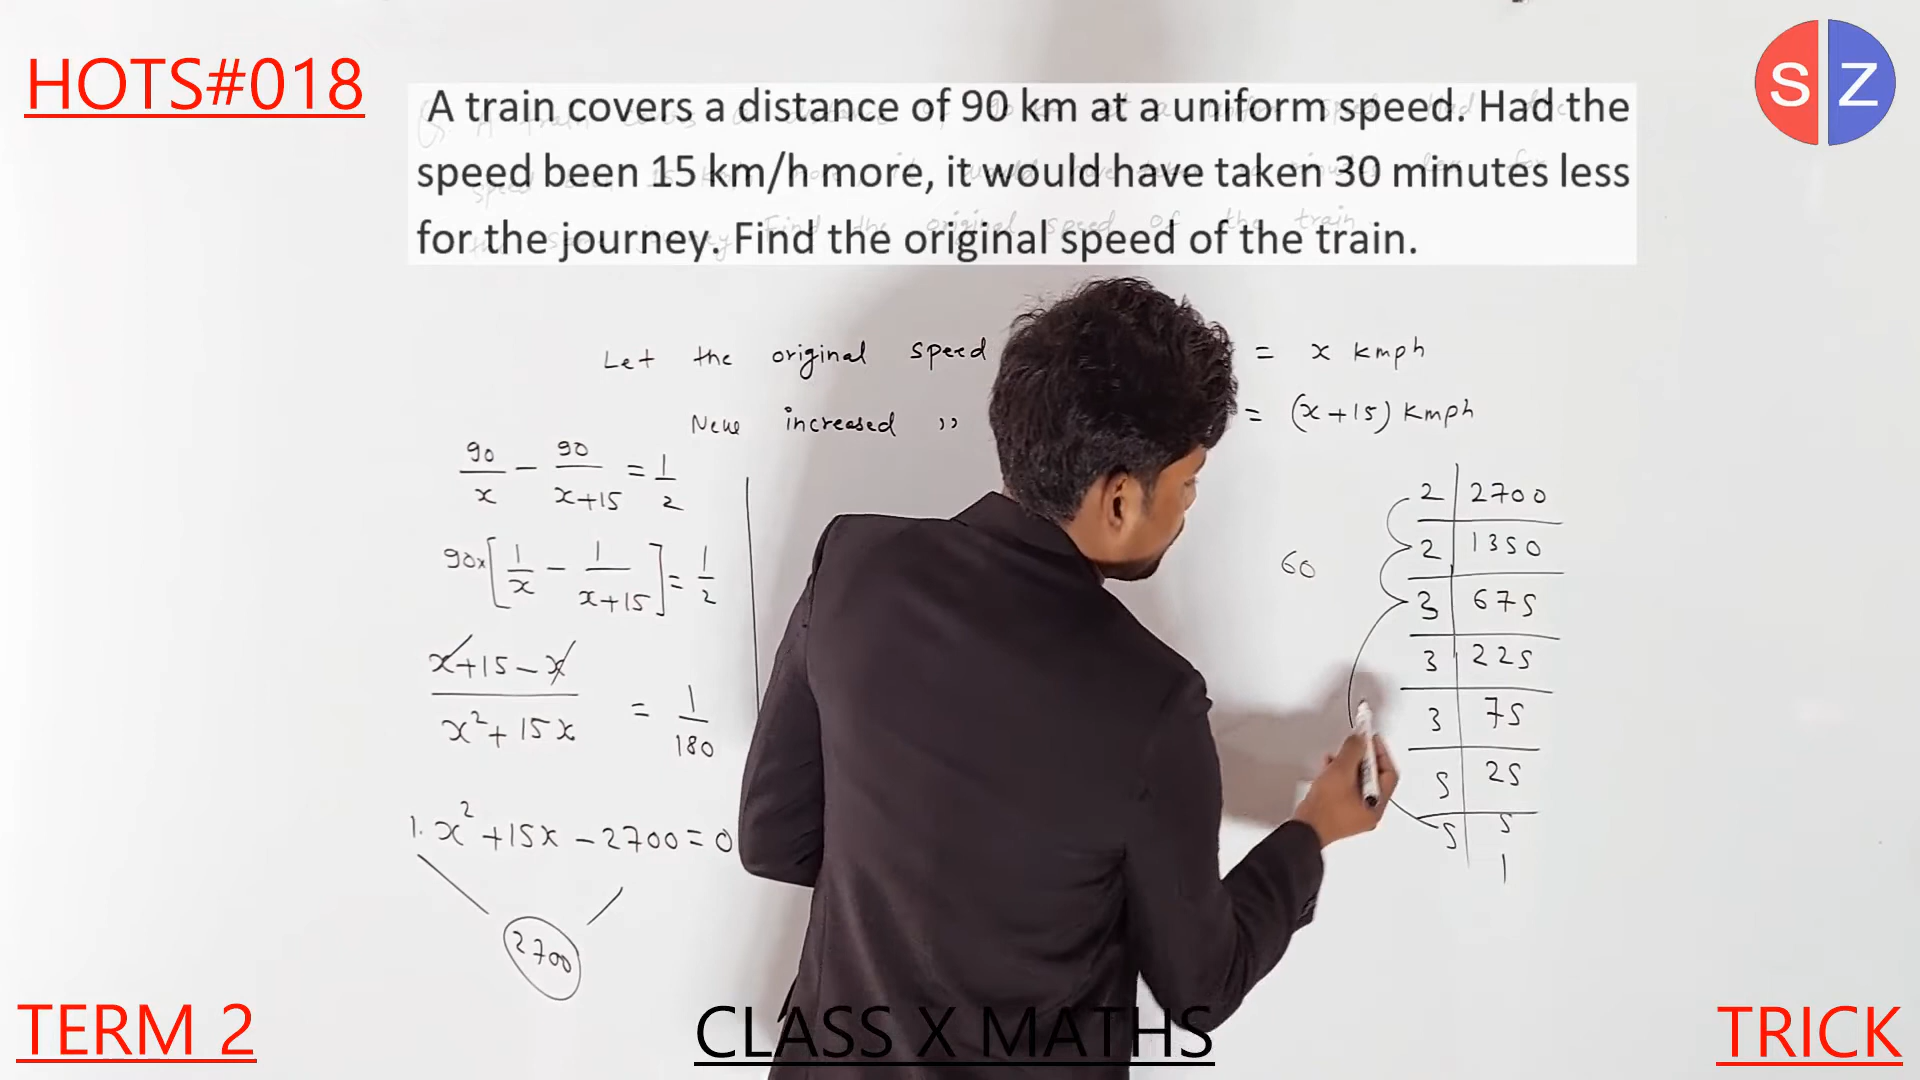 HOTS#018
S Z
A train covers a distance of 90 km at a uniform speed. Had the
speed been 15 km/h more, it would have taken 30 minutes less
for the journey. Find the original speed of the train.
Let the original speed = x kmph
New increased ,, = (x+15) kmph
90/x − 90/x+15 = 1/2
90x[1/x − 1/x+15] = 1/2
x+15−x / x²+15x = 1/180
1. x²+15x−2700=0
2700
60
2 | 2700
2 | 1350
3 | 675
3 | 225
3 | 75
5 | 25
5 | 5
1
TERM 2
CLASS X MATHS
TRICK